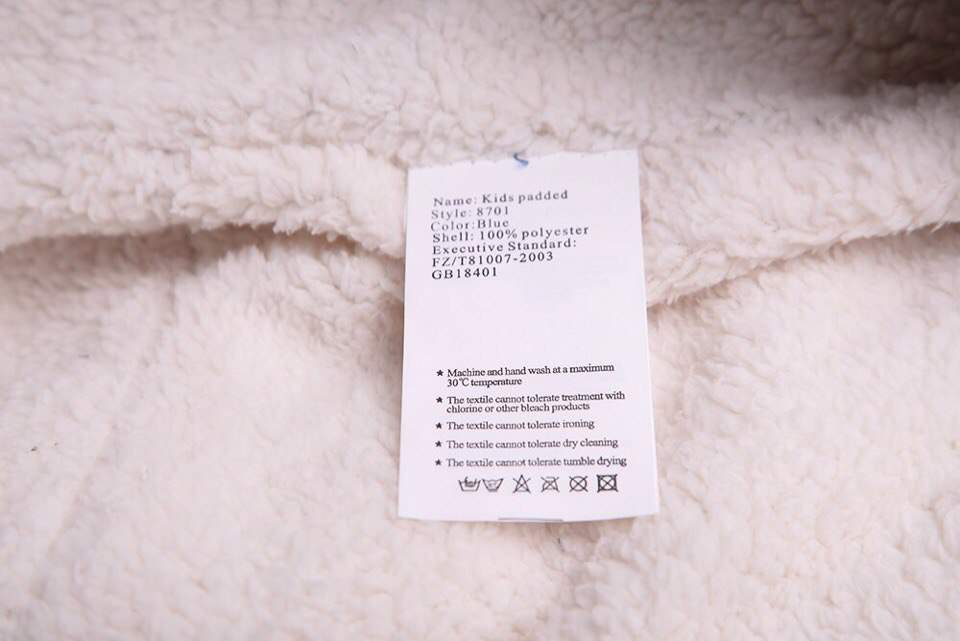 Name: Kids padded
Style: 8701
Color:Blue
Shell: 100% polyester
Executive Standard:
FZ/T81007-2003
GB18401
★ Machine and hand wash at a maximum
30℃ temperature
★ The textile cannot tolerate treatment with
chlorine or other bleach products
★ The textile cannot tolerate ironing
★ The textile cannot tolerate dry cleaning
★ The textile cannot tolerate tumble drying